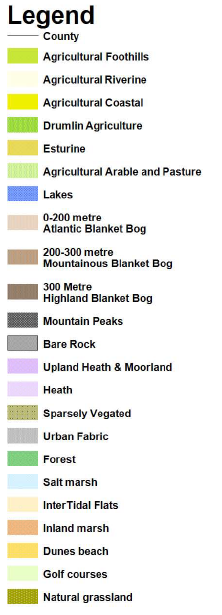 Legend
County
Agricultural Foothills
Agricultural Riverine
Agricultural Coastal
Drumlin Agriculture
Esturine
Agricultural Arable and Pasture
Lakes
0-200 metre
Atlantic Blanket Bog
200-300 metre
Mountainous Blanket Bog
300 Metre
Highland Blanket Bog
Mountain Peaks
Bare Rock
Upland Heath & Moorland
Heath
Sparsely Vegated
Urban Fabric
Forest
Salt marsh
InterTidal Flats
Inland marsh
Dunes beach
Golf courses
Natural grassland